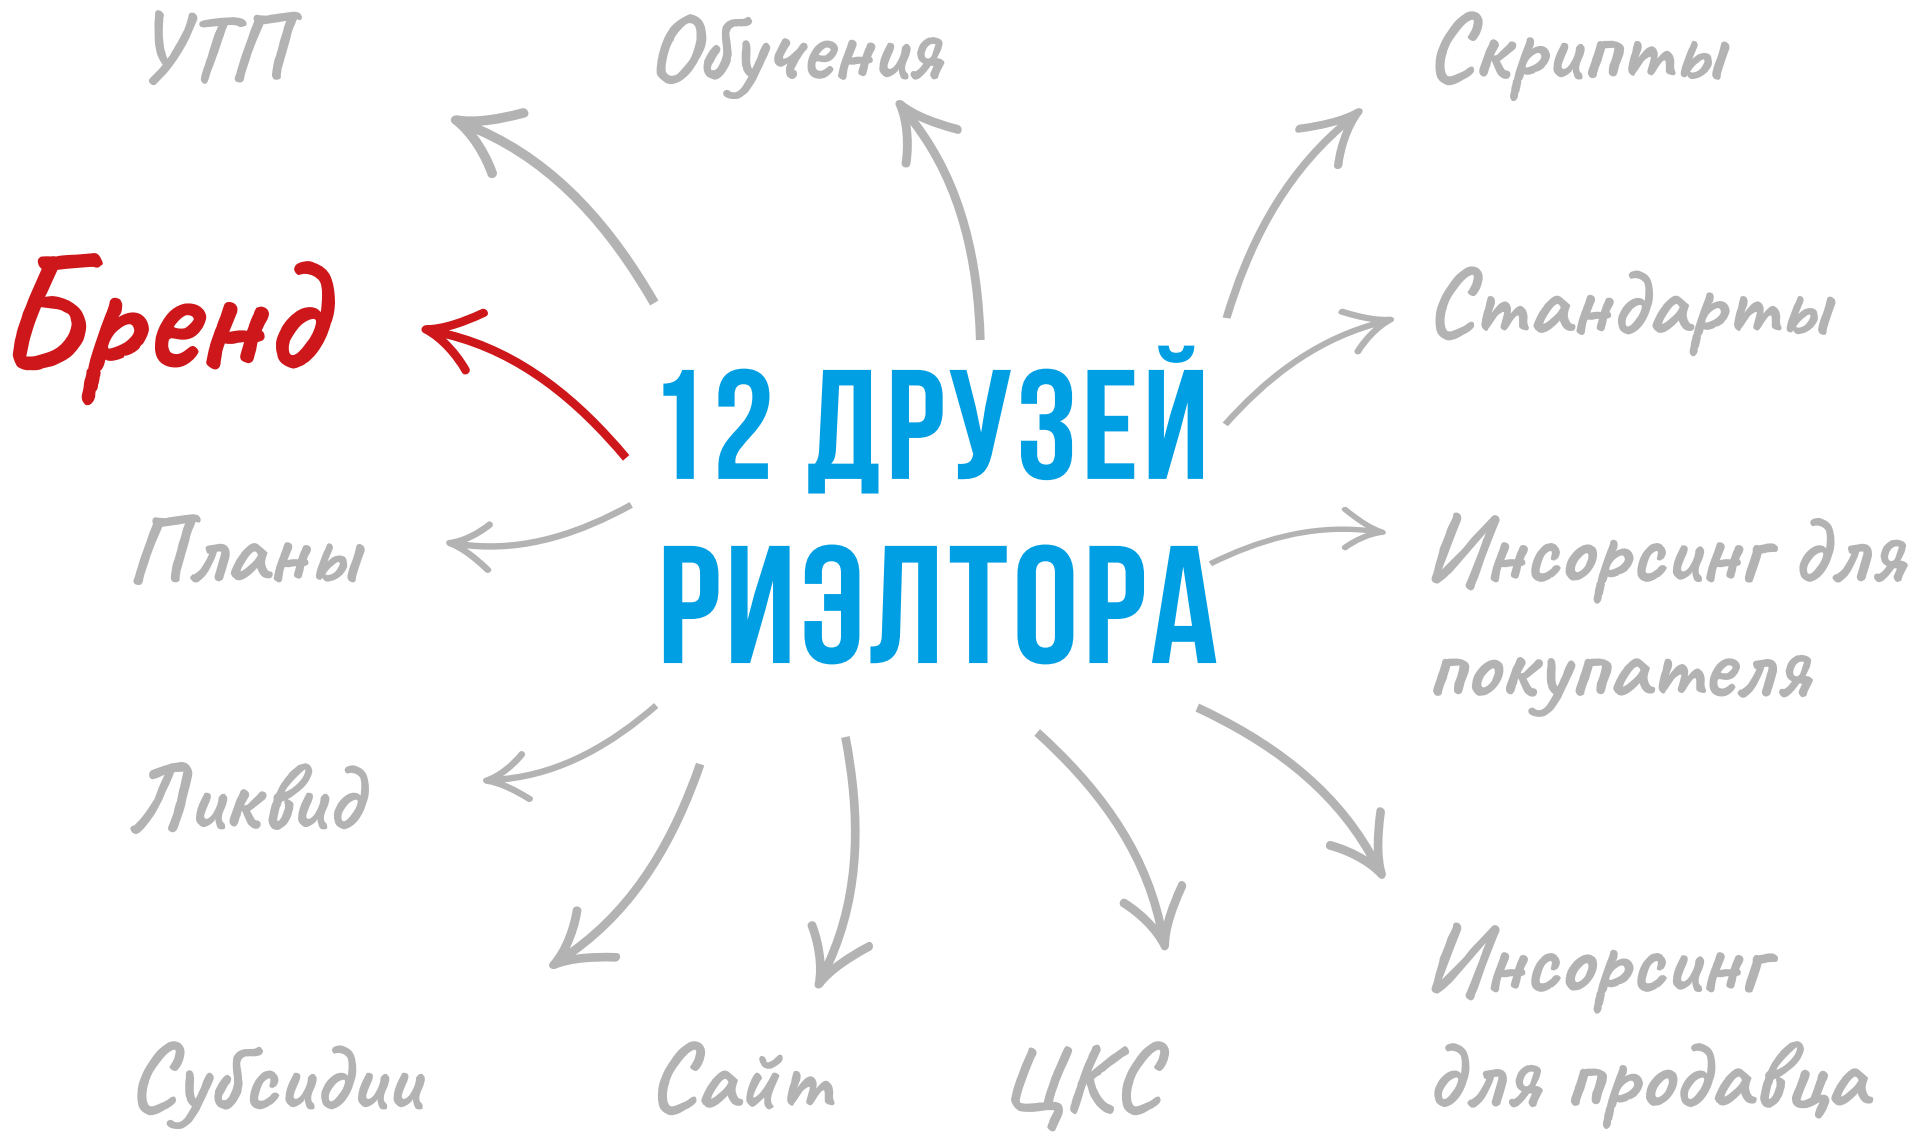 УТП
Обучения
Скрипты
Бренд
Стандарты
12 ДРУЗЕЙ
РИЭЛТОРА
Планы
Инсорсинг для
покупателя
Ликвид
Инсорсинг
для продавца
Субсидии
Сайт
ЦКС